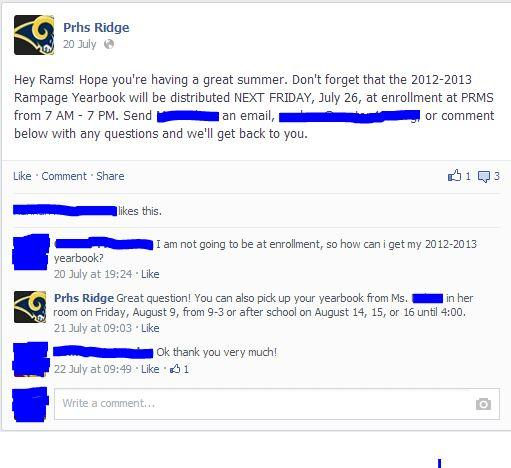 Prhs Ridge
20 July
Hey Rams! Hope you're having a great summer. Don't forget that the 2012-2013
Rampage Yearbook will be distributed NEXT FRIDAY, July 26, at enrollment at PRMS
from 7 AM - 7 PM. Send an email, or comment
below with any questions and we'll get back to you.
Like · Comment · Share 1 3
likes this.
I am not going to be at enrollment, so how can i get my 2012-2013
yearbook?
20 July at 19:24 · Like
Prhs Ridge Great question! You can also pick up your yearbook from Ms. in her
room on Friday, August 9, from 9-3 or after school on August 14, 15, or 16 until 4:00.
21 July at 09:03 · Like
Ok thank you very much!
22 July at 09:49 · Like · 1
Write a comment...